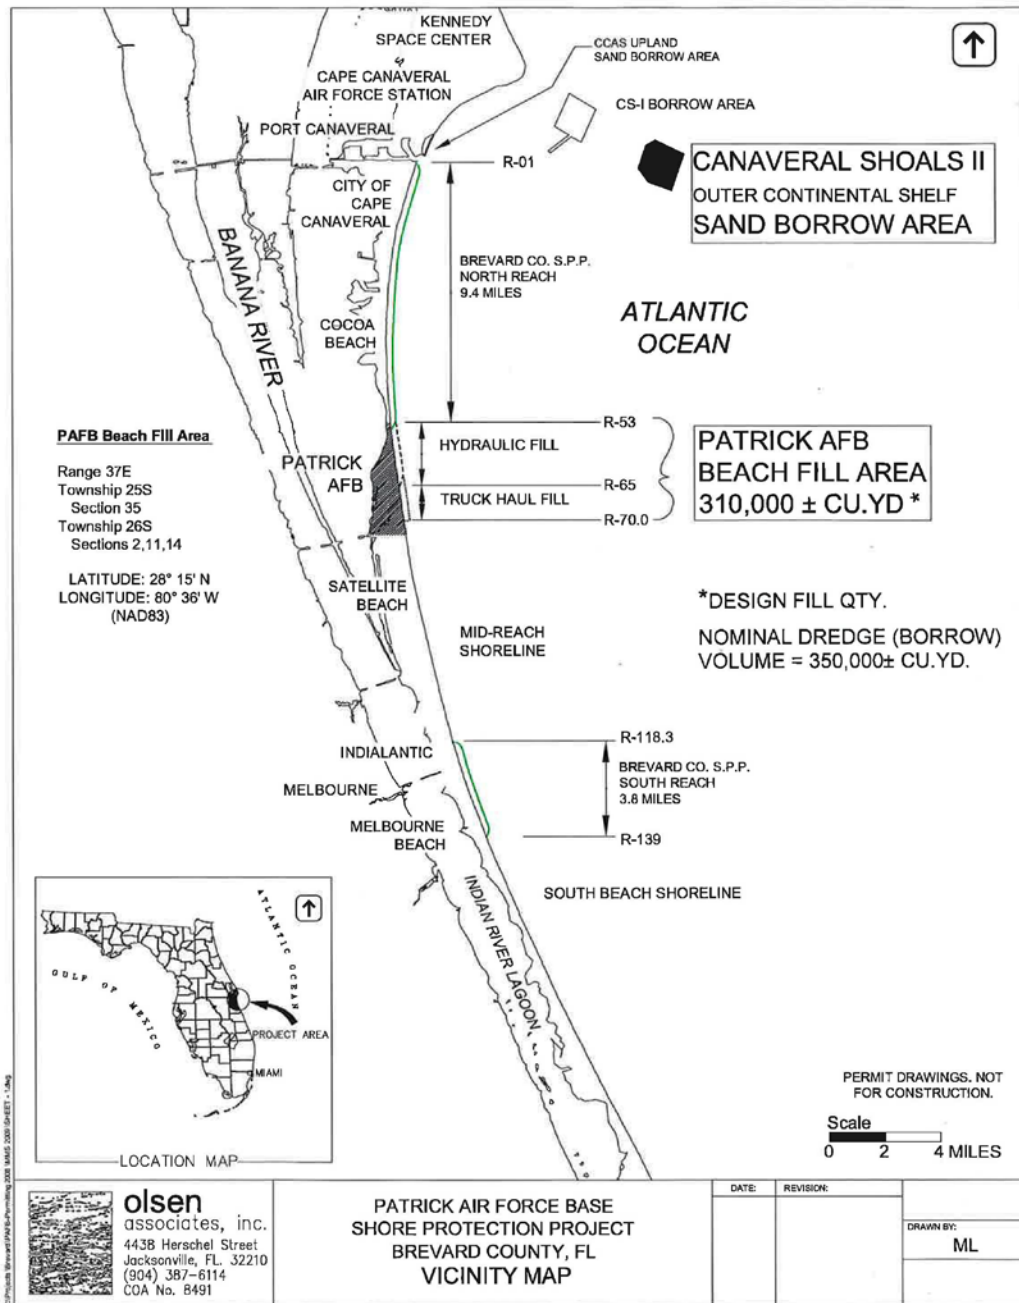 KENNEDY
SPACE CENTER
CCAS UPLAND
SAND BORROW AREA
CAPE CANAVERAL
AIR FORCE STATION
CS-I BORROW AREA
PORT CANAVERAL
R-01
CANAVERAL SHOALS II
OUTER CONTINENTAL SHELF
SAND BORROW AREA
CITY OF
CAPE
CANAVERAL
BANANA RIVER
BREVARD CO. S.P.P.
NORTH REACH
9.4 MILES
ATLANTIC
OCEAN
COCOA
BEACH
PAFB Beach Fill Area
Range 37E
Township 25S
Section 35
Township 26S
Sections 2,11,14
LATITUDE: 28° 15' N
LONGITUDE: 80° 36' W
(NAD83)
R-53
HYDRAULIC FILL
PATRICK
AFB
R-65
TRUCK HAUL FILL
R-70.0
PATRICK AFB
BEACH FILL AREA
310,000 ± CU.YD *
SATELLITE
BEACH
*DESIGN FILL QTY.
NOMINAL DREDGE (BORROW)
VOLUME = 350,000± CU.YD.
MID-REACH
SHORELINE
R-118.3
INDIALANTIC
BREVARD CO. S.P.P.
SOUTH REACH
3.8 MILES
MELBOURNE
MELBOURNE
BEACH
R-139
INDIAN RIVER LAGOON
SOUTH BEACH SHORELINE
ATLANTIC OCEAN
GULF OF MEXICO
PROJECT AREA
MIAMI
LOCATION MAP
PERMIT DRAWINGS. NOT
FOR CONSTRUCTION.
Scale
0 2 4 MILES
olsen
associates, inc.
4438 Herschel Street
Jacksonville, FL. 32210
(904) 387-6114
COA No. 8491
PATRICK AIR FORCE BASE
SHORE PROTECTION PROJECT
BREVARD COUNTY, FL
VICINITY MAP
DATE:
REVISION:
DRAWN BY:
ML